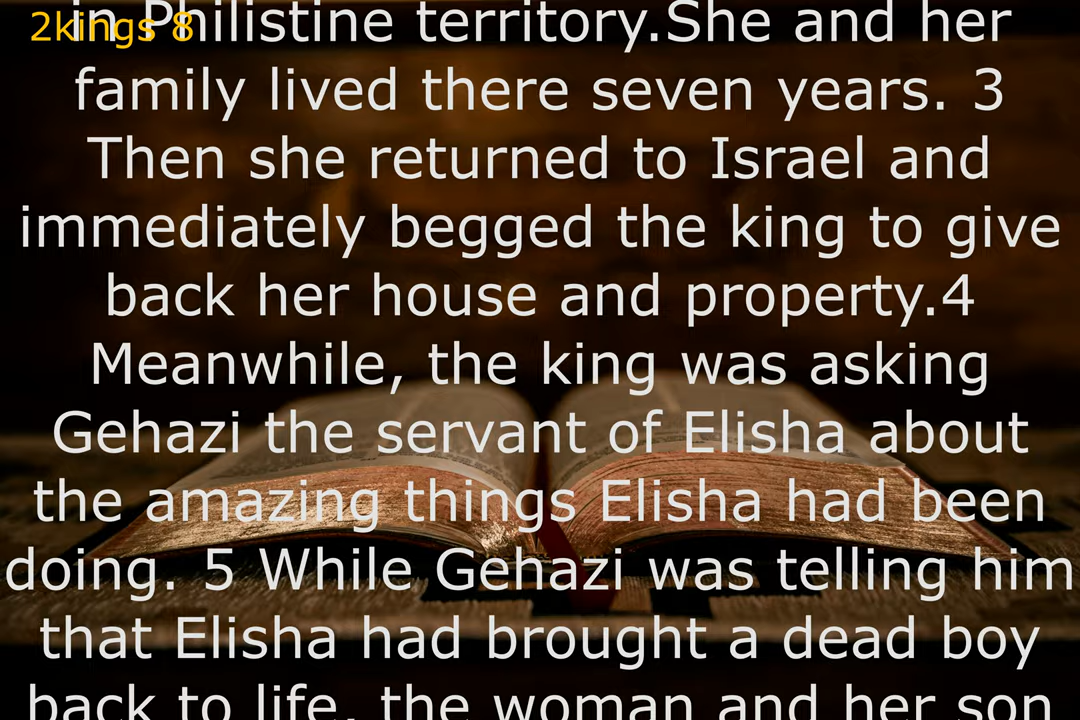 2kings 8
in Philistine territory.She and her
family lived there seven years. 3
Then she returned to Israel and
immediately begged the king to give
back her house and property.4
Meanwhile, the king was asking
Gehazi the servant of Elisha about
the amazing things Elisha had been
doing. 5 While Gehazi was telling him
that Elisha had brought a dead boy
back to life, the woman and her son